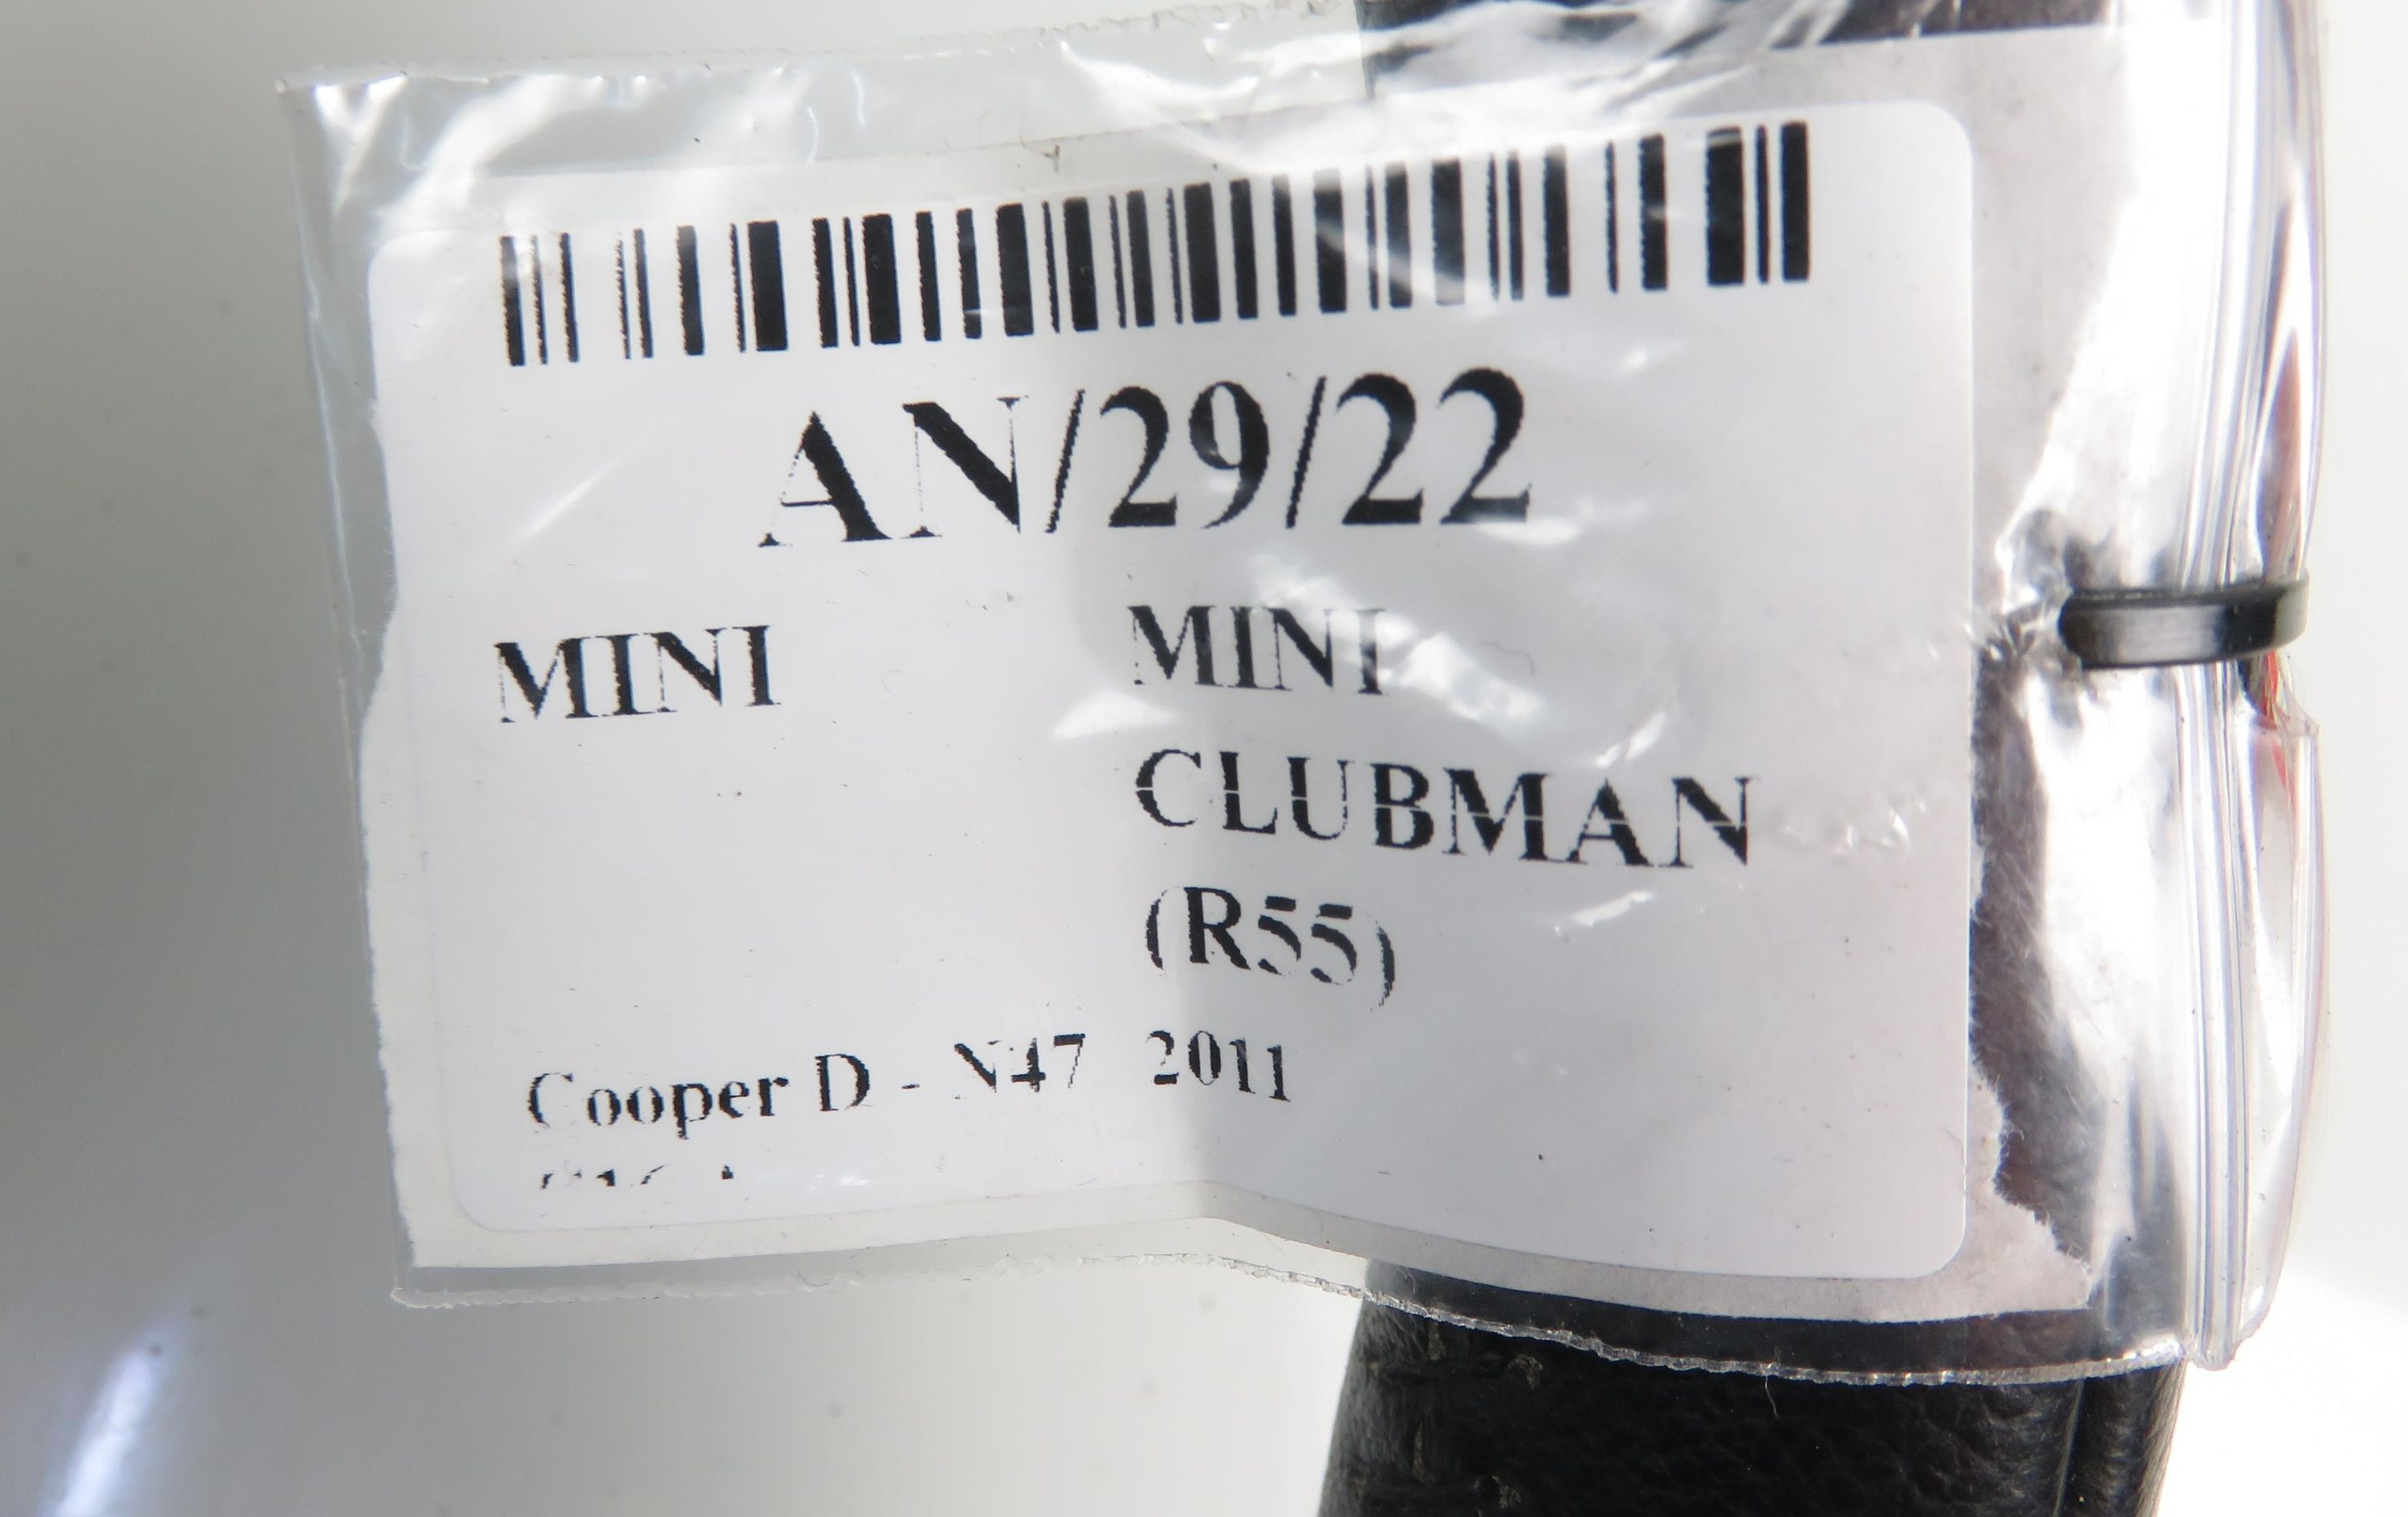 AN/29/22
MINI MINI
CLUBMAN
(R55)
Cooper D - N47 2011